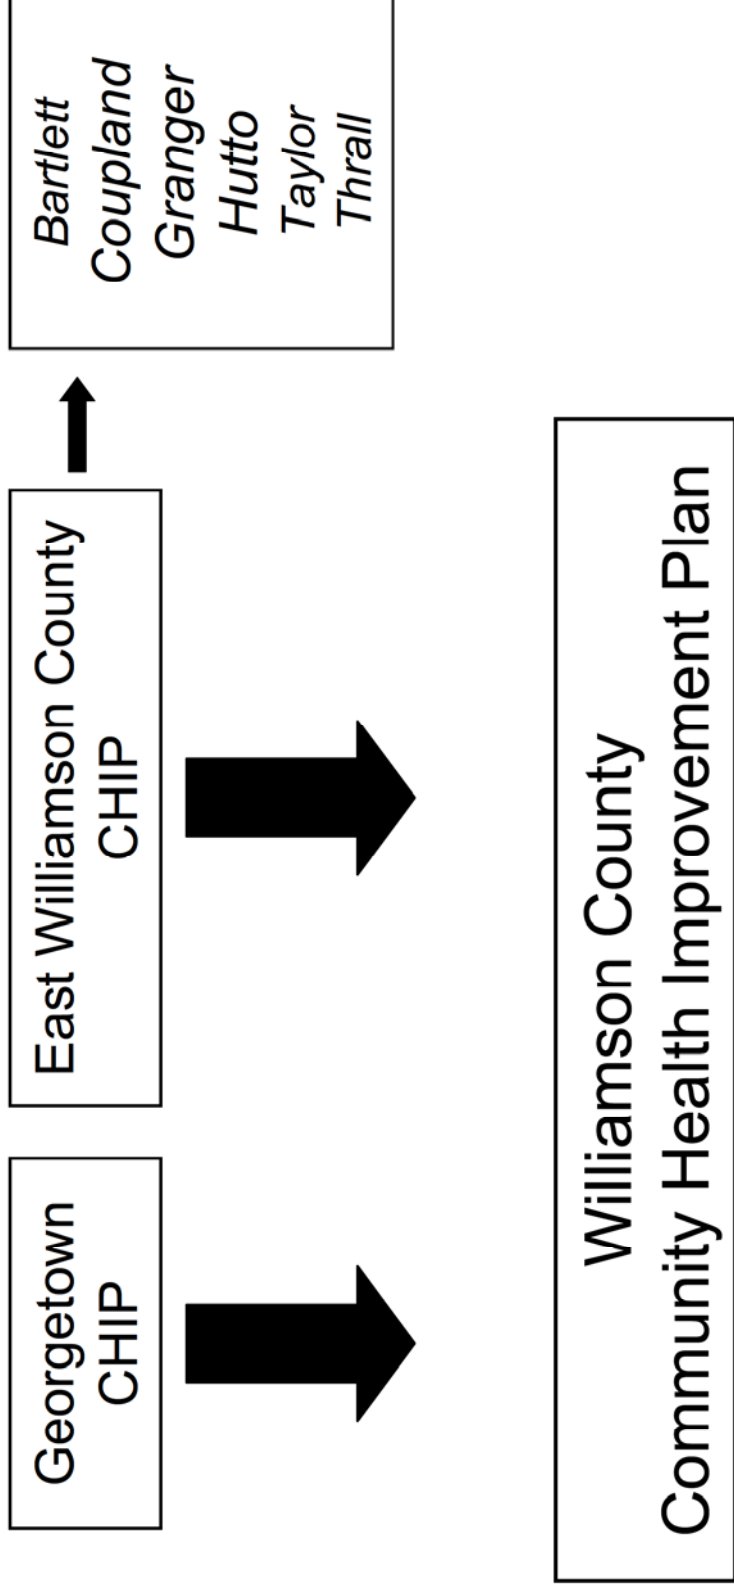 Georgetown
CHIP
East Williamson County
CHIP
Bartlett
Coupland
Granger
Hutto
Taylor
Thrall
Williamson County
Community Health Improvement Plan